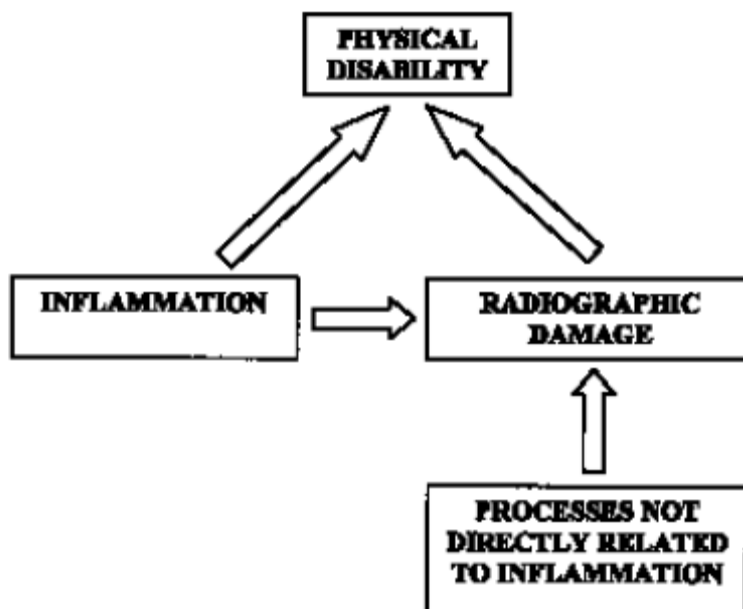 PHYSICAL
DISABILITY
INFLAMMATION
RADIOGRAPHIC
DAMAGE
PROCESSES NOT
DIRECTLY RELATED
TO INFLAMMATION